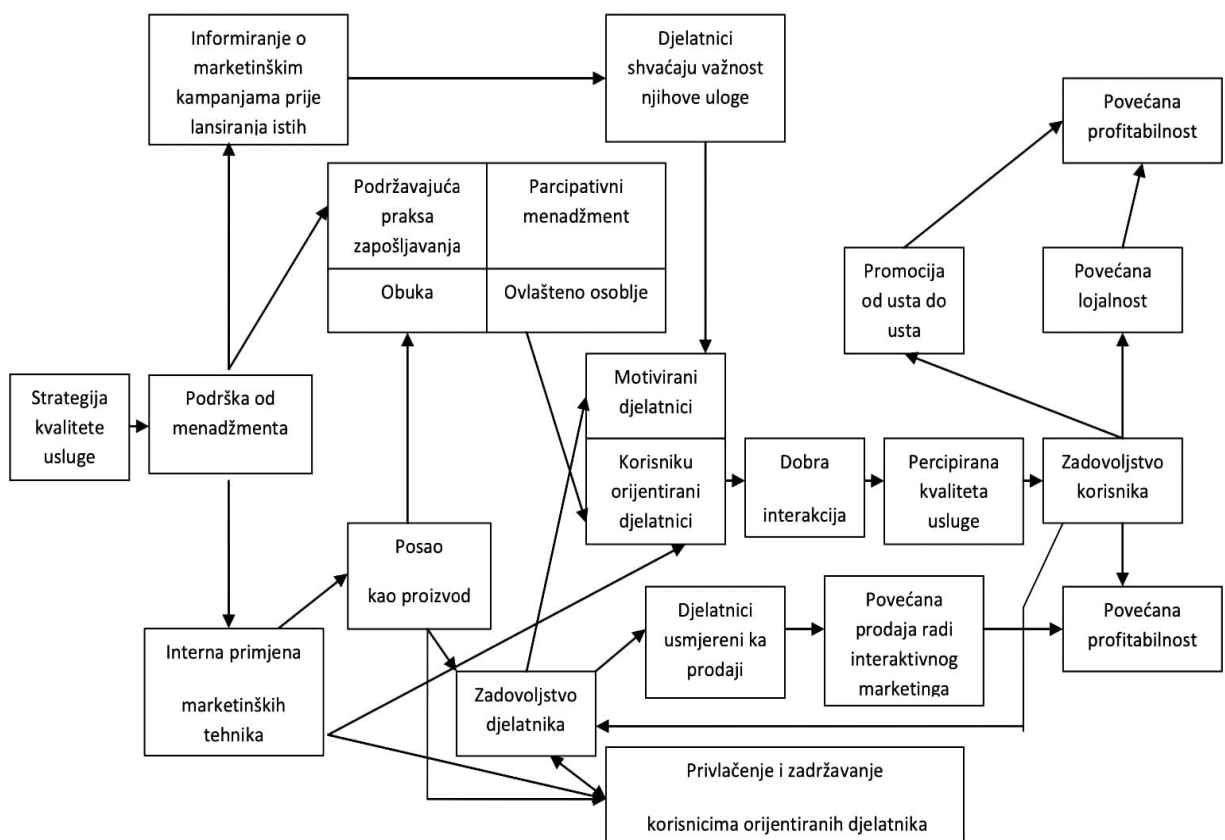 Informiranje o
marketinškim
kampanjama prije
lansiranja istih
Djelatnici
shvaćaju važnost
njihove uloge
Povećana
profitabilnost
Podržavajuća
praksa
zapošljavanja
Parcipativni
menadžment
Obuka
Ovlašteno osoblje
Promocija
od usta do
usta
Povećana
lojalnost
Strategija
kvalitete
usluge
Podrška od
menadžmenta
Motivirani
djelatnici
Korisniku
orijentirani
djelatnici
Dobra
interakcija
Percipirana
kvaliteta
usluge
Zadovoljstvo
korisnika
Posao
kao proizvod
Djelatnici
usmjereni ka
prodaji
Povećana
prodaja radi
interaktivnog
marketinga
Povećana
profitabilnost
Interna primjena
marketinških
tehnika
Zadovoljstvo
djelatnika
Privlačenje i zadržavanje
korisnicima orijentiranih djelatnika